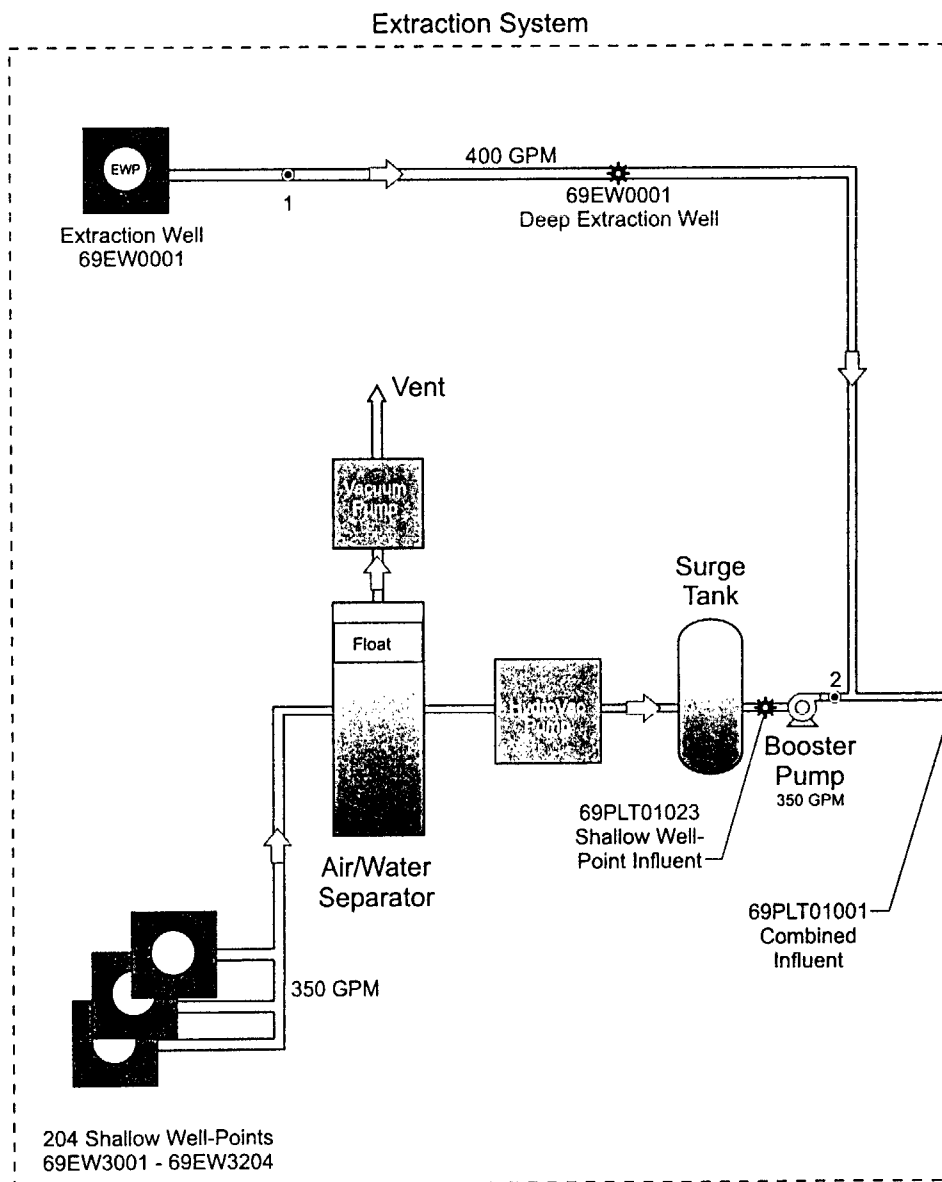 Extraction System
EWP
400 GPM
1
69EW0001
Deep Extraction Well
Extraction Well
69EW0001
Vent
Vacuum
Pump
Surge
Tank
Float
2
HydroVac
Pump
Booster
Pump
350 GPM
69PLT01023
Shallow Well-
Point Influent
Air/Water
Separator
69PLT01001
Combined
Influent
350 GPM
204 Shallow Well-Points
69EW3001 - 69EW3204